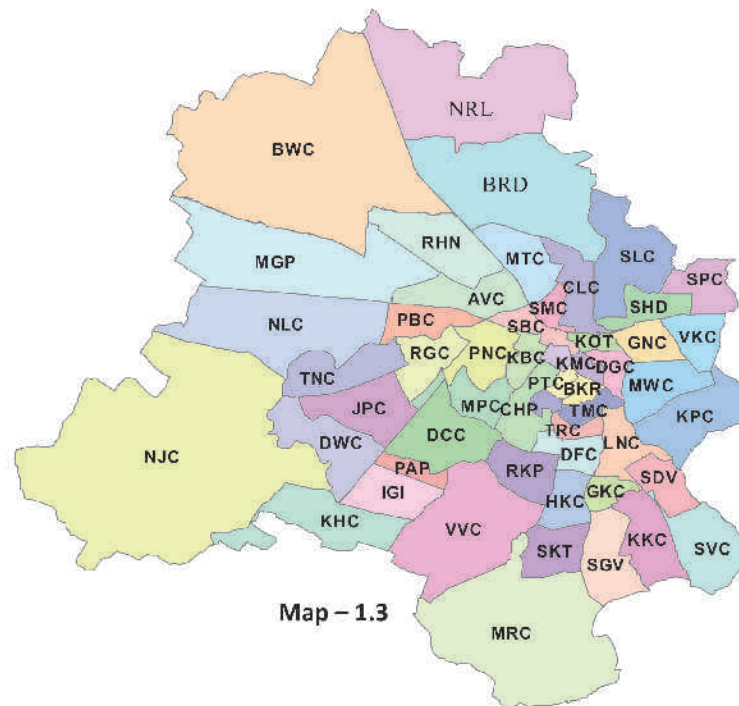 NRL
BWC
BRD
RHN
MGP
MTC
SLC
CLC
SPC
AVC
SMC
SHD
NLC
PBC
SBC
KOT
GNC
VKC
RGC
PNC
KBC
KMC
DGC
TNC
PTC
BKR
MWC
JPC
MPC
CHP
TMC
KPC
TRC
DWC
DCC
LNC
NJC
DFC
PAP
RKP
SDV
IGI
HKC
GKC
KHC
VVC
SKT
SGV
KKC
SVC
Map – 1.3
MRC